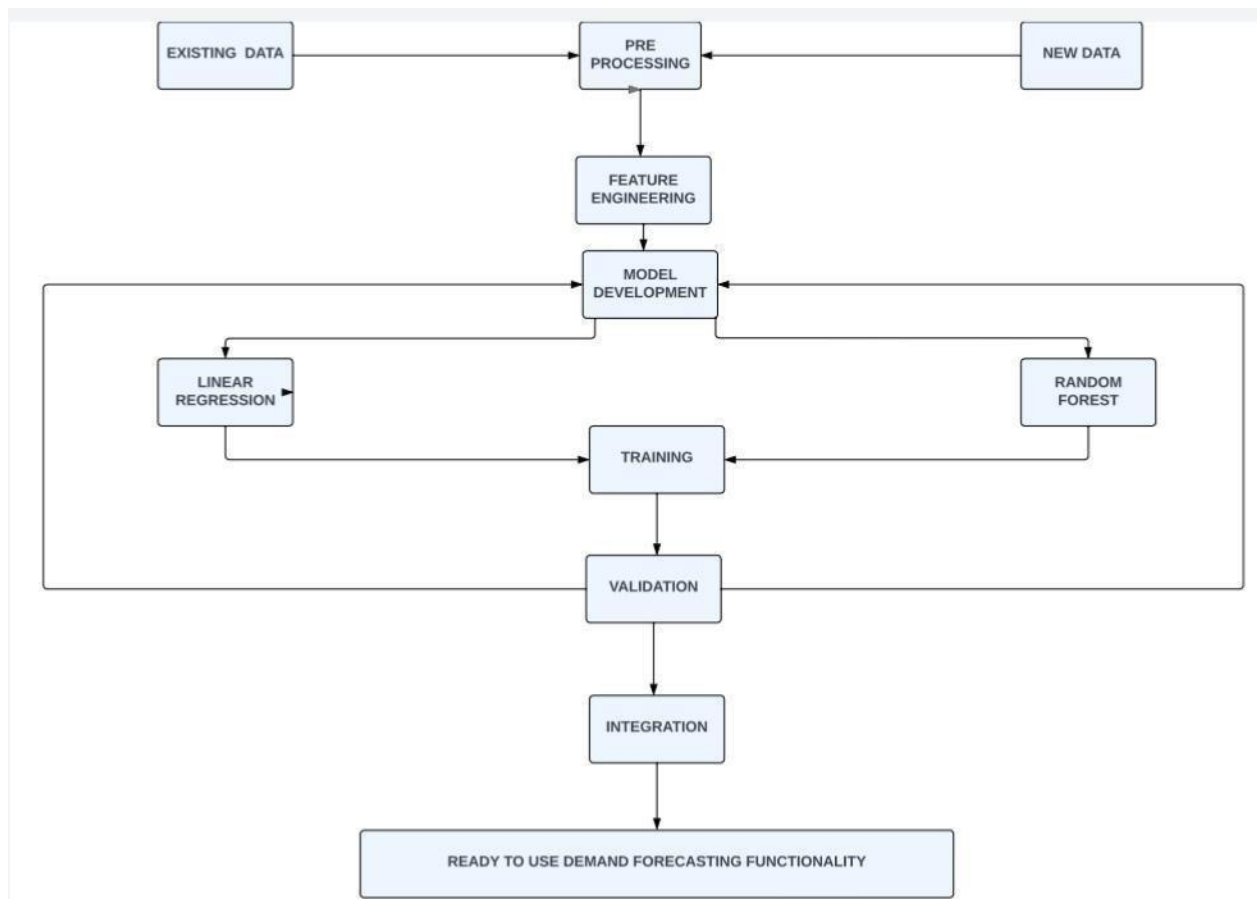 EXISTING DATA
PRE
PROCESSING
NEW DATA
FEATURE
ENGINEERING
MODEL
DEVELOPMENT
LINEAR
REGRESSION
RANDOM
FOREST
TRAINING
VALIDATION
INTEGRATION
READY TO USE DEMAND FORECASTING FUNCTIONALITY